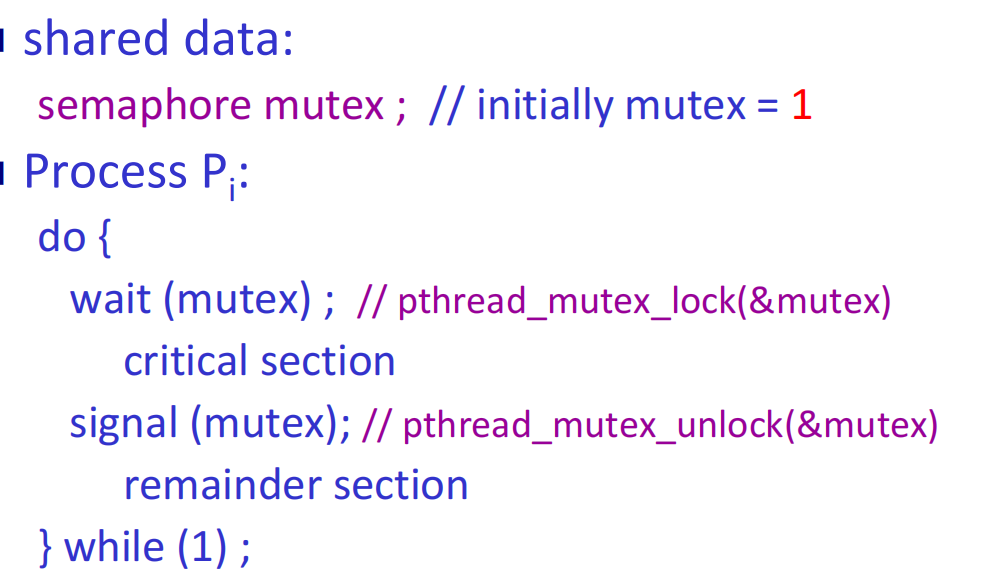 shared data:
semaphore mutex ; // initially mutex = 1
Process Pi:
do {
wait (mutex) ; // pthread_mutex_lock(&mutex)
critical section
signal (mutex); // pthread_mutex_unlock(&mutex)
remainder section
} while (1) ;